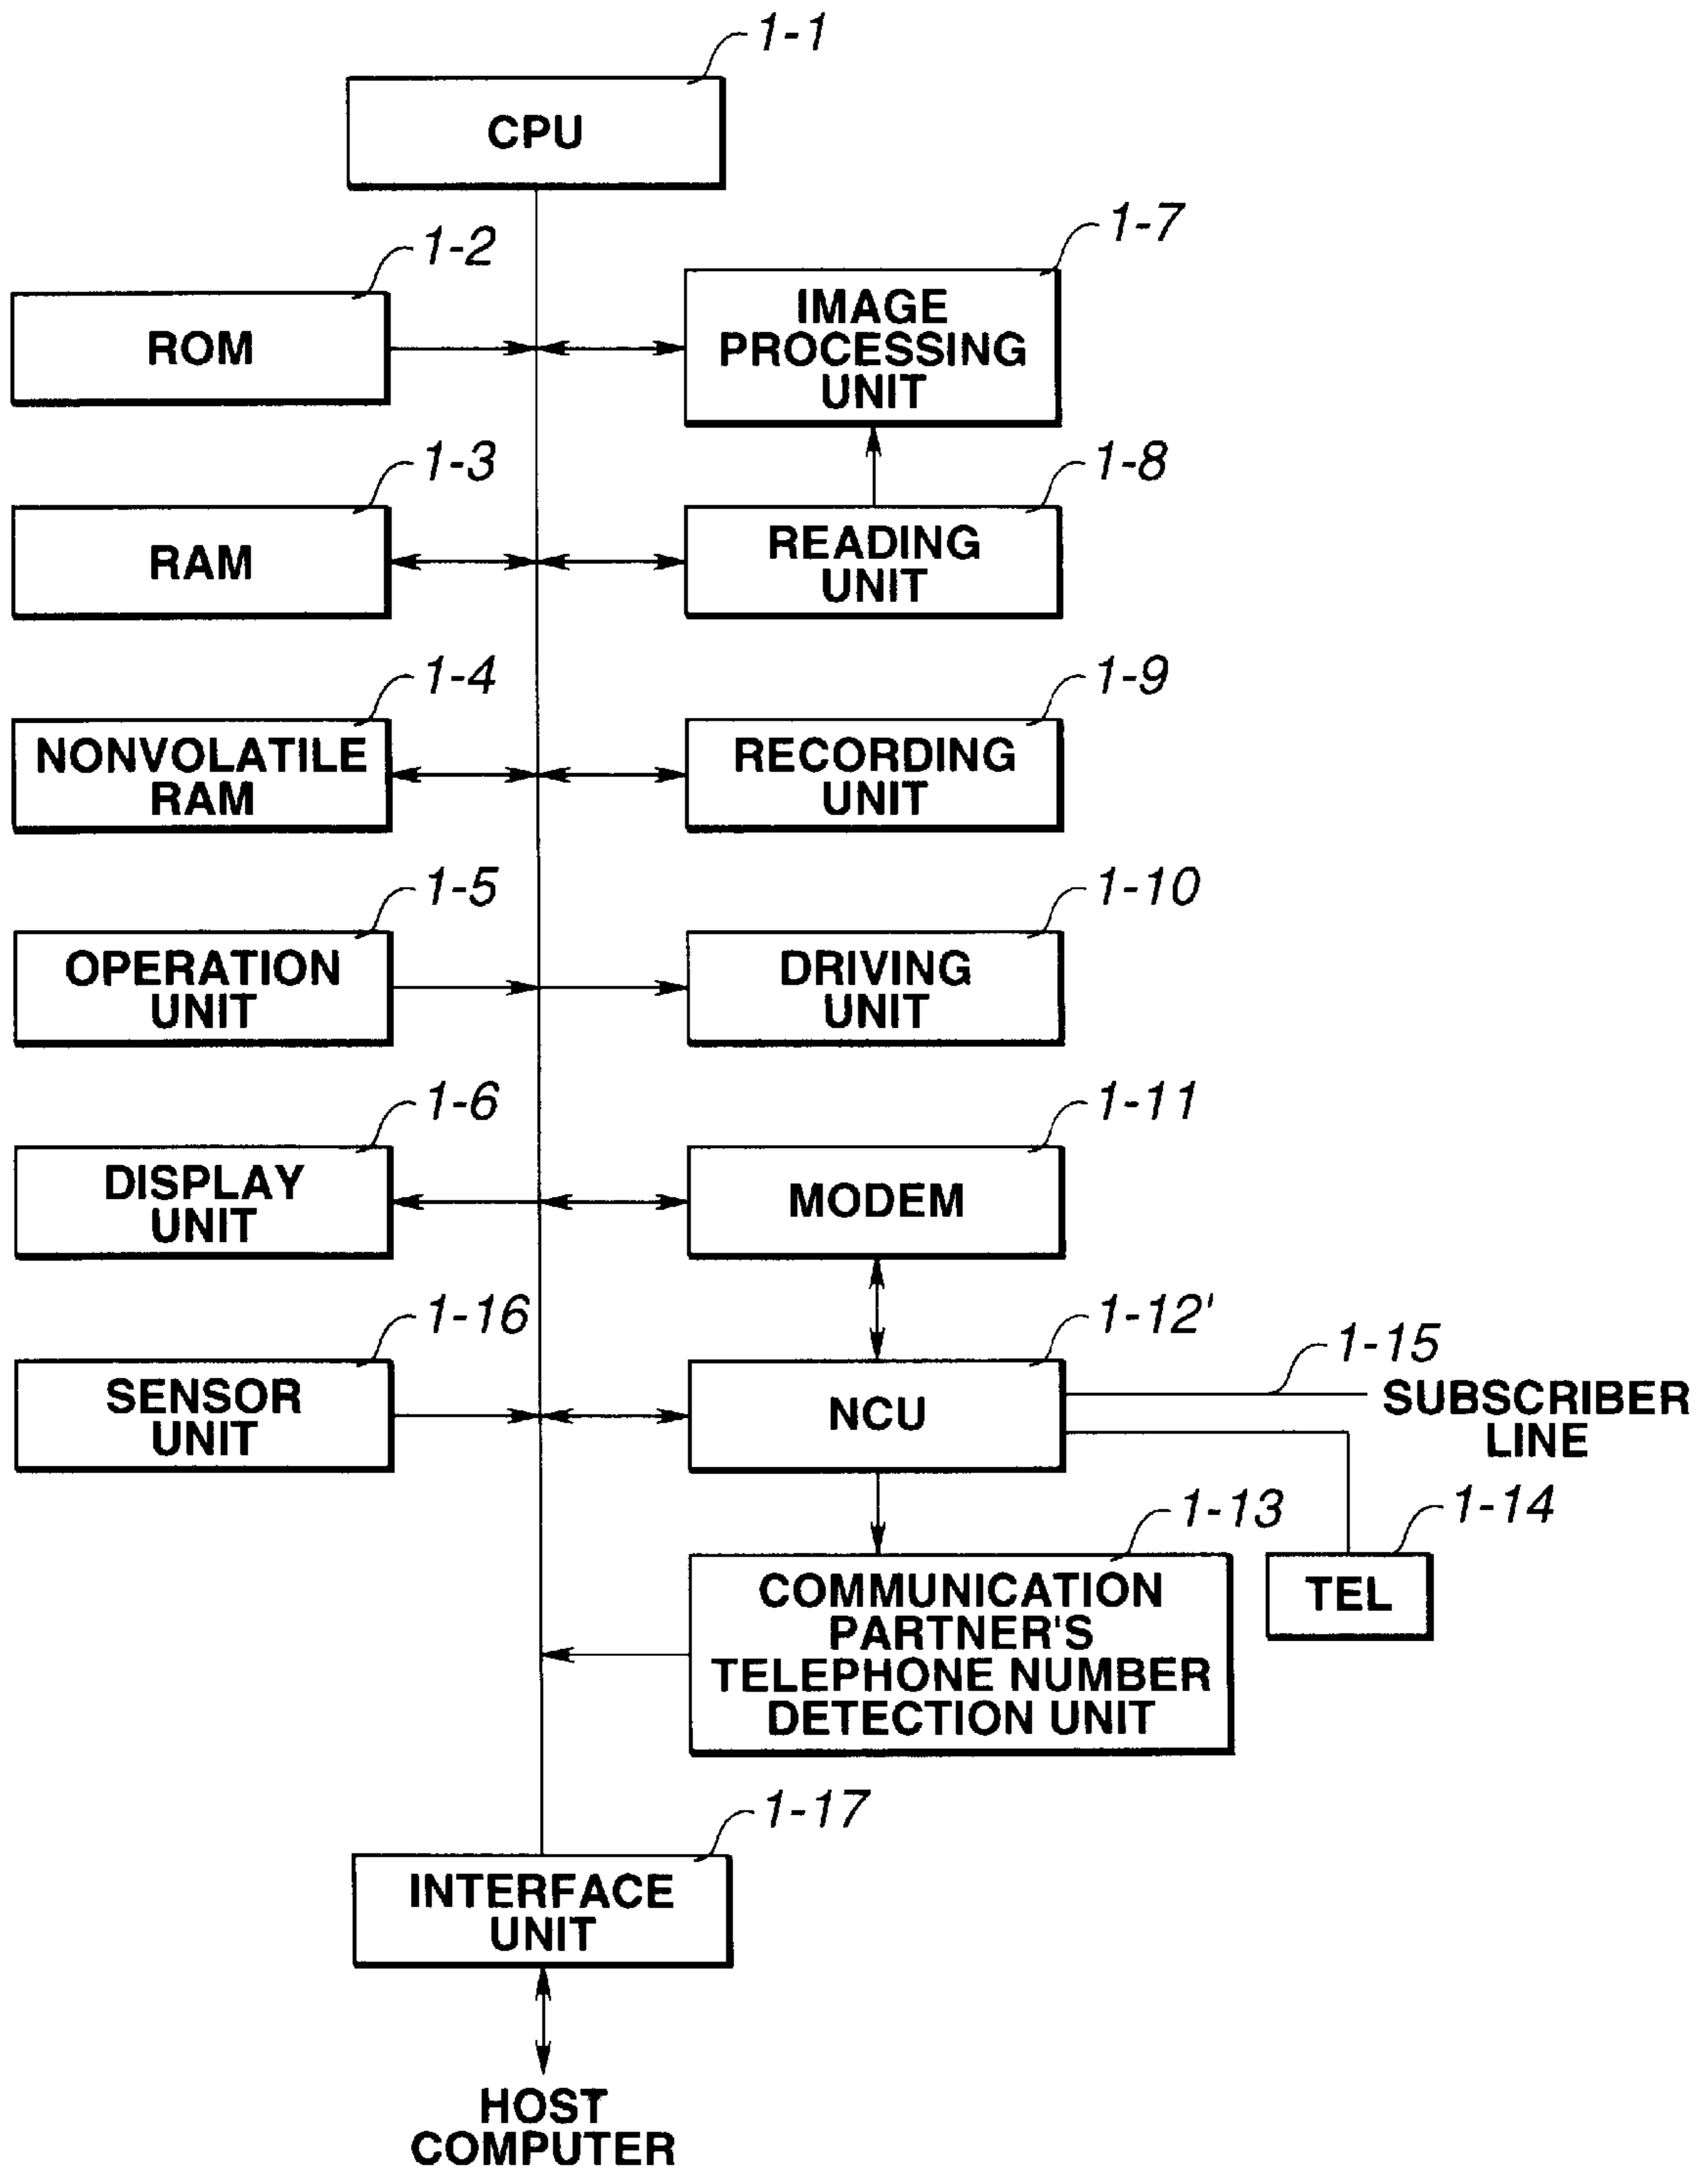 1-1
CPU
1-2
ROM
1-7
IMAGE
PROCESSING
UNIT
1-3
RAM
1-8
READING
UNIT
1-4
NONVOLATILE
RAM
1-9
RECORDING
UNIT
1-5
OPERATION
UNIT
1-10
DRIVING
UNIT
1-6
DISPLAY
UNIT
1-11
MODEM
1-16
SENSOR
UNIT
1-12'
NCU
1-15
SUBSCRIBER
LINE
1-13
COMMUNICATION
PARTNER'S
TELEPHONE NUMBER
DETECTION UNIT
1-14
TEL
1-17
INTERFACE
UNIT
HOST
COMPUTER